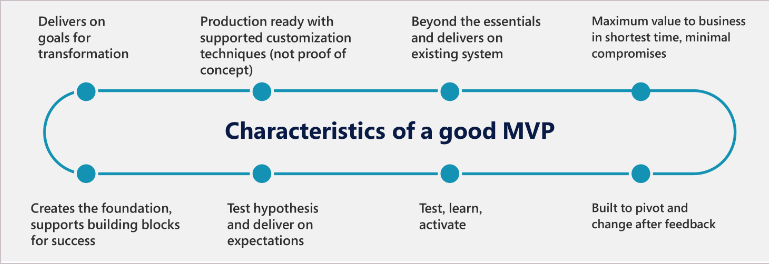 Delivers on
goals for
transformation
Production ready with
supported customization
techniques (not proof of
concept)
Beyond the essentials
and delivers on
existing system
Maximum value to business
in shortest time, minimal
compromises
Characteristics of a good MVP
Creates the foundation,
supports building blocks
for success
Test hypothesis
and deliver on
expectations
Test, learn,
activate
Built to pivot and
change after feedback